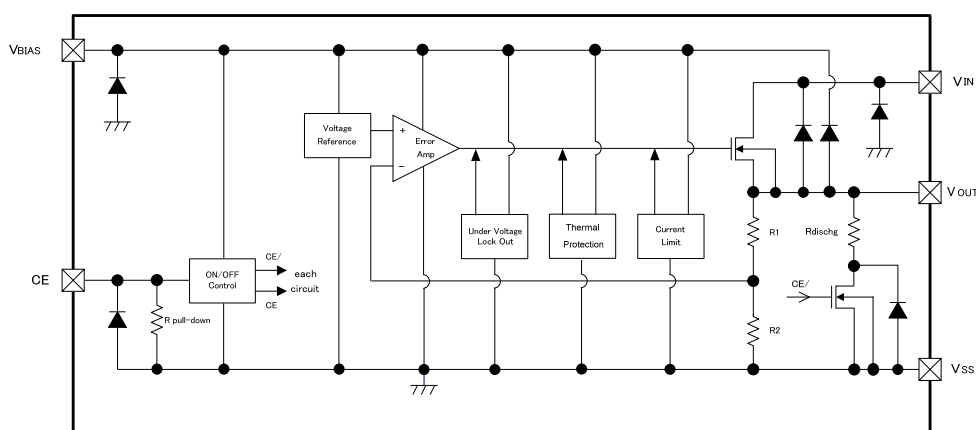 VBIAS
VIN
Voltage
Reference
+
Error
Amp
−
VOUT
Under Voltage
Lock Out
Thermal
Protection
Current
Limit
R1
Rdischg
CE
ON/OFF
Control
CE/
each
circuit
CE
R pull-down
CE/
R2
VSS